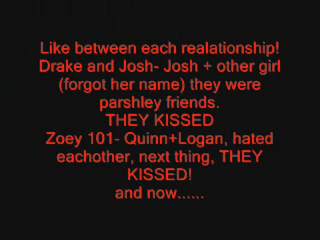 Like between each realationship!
Drake and Josh- Josh + other girl
(forgot her name) they were
parshley friends.
THEY KISSED
Zoey 101- Quinn+Logan, hated
eachother, next thing, THEY
KISSED!
and now......